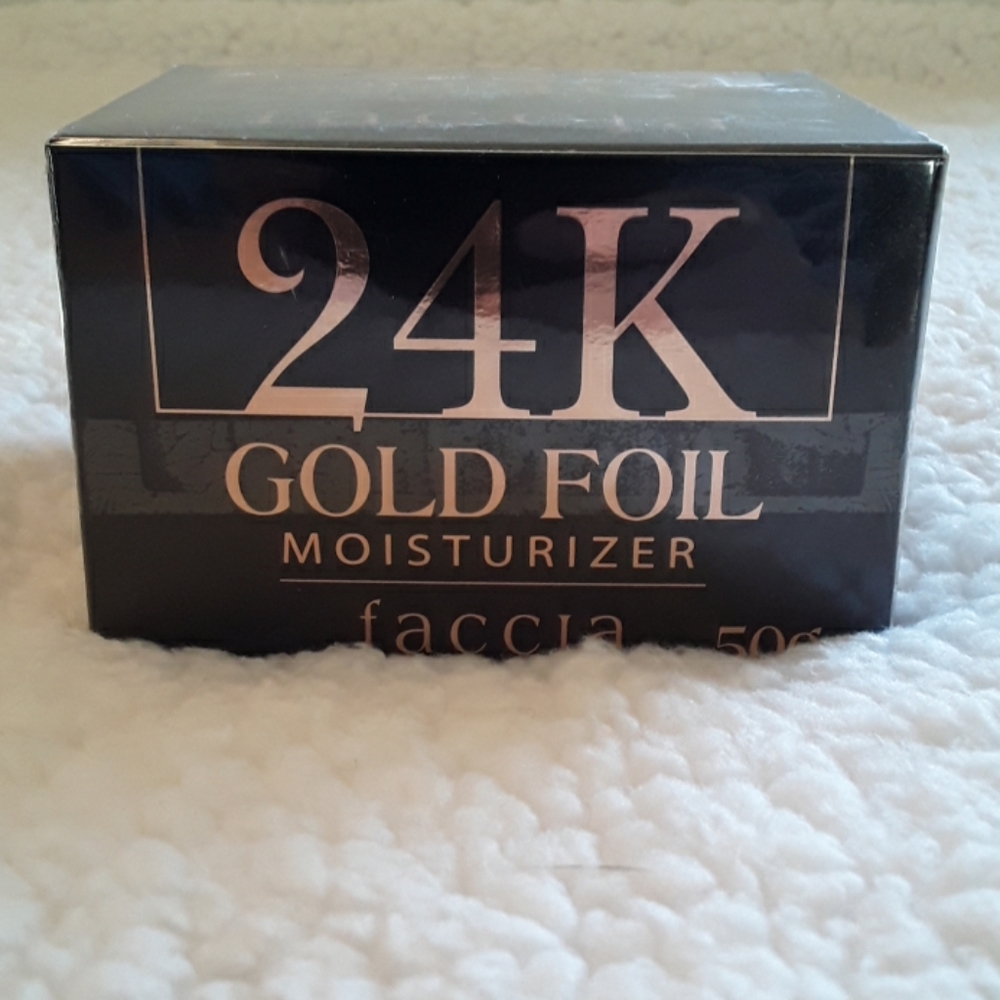 24K
GOLD FOIL
MOISTURIZER
faccia 50g